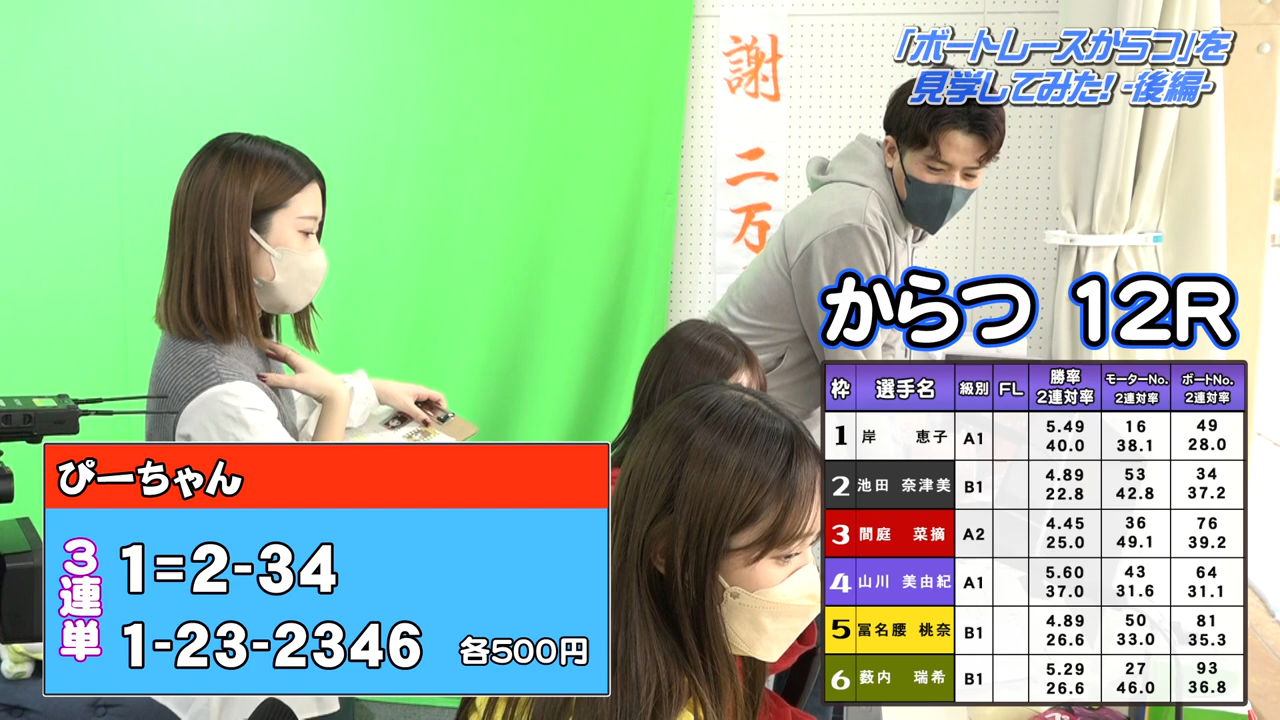 「ボートレースからつ」を
見学してみた! -後編-
謝
二
万
からつ 12R
枠 選手名 級別 FL 勝率 2連対率 モーターNo. 2連対率 ボートNo. 2連対率
1 岸 恵子 A1 5.49 40.0 16 38.1 49 28.0
2 池田 奈津美 B1 4.89 22.8 53 42.8 34 37.2
3 間庭 菜摘 A2 4.45 25.0 36 49.1 76 39.2
4 山川 美由紀 A1 5.60 37.0 43 31.6 64 31.1
5 冨名腰 桃奈 B1 4.89 26.6 50 33.0 81 35.3
6 藪内 瑞希 B1 5.29 26.6 27 46.0 93 36.8
ぴーちゃん
3連単
1=2-34
1-23-2346 各500円